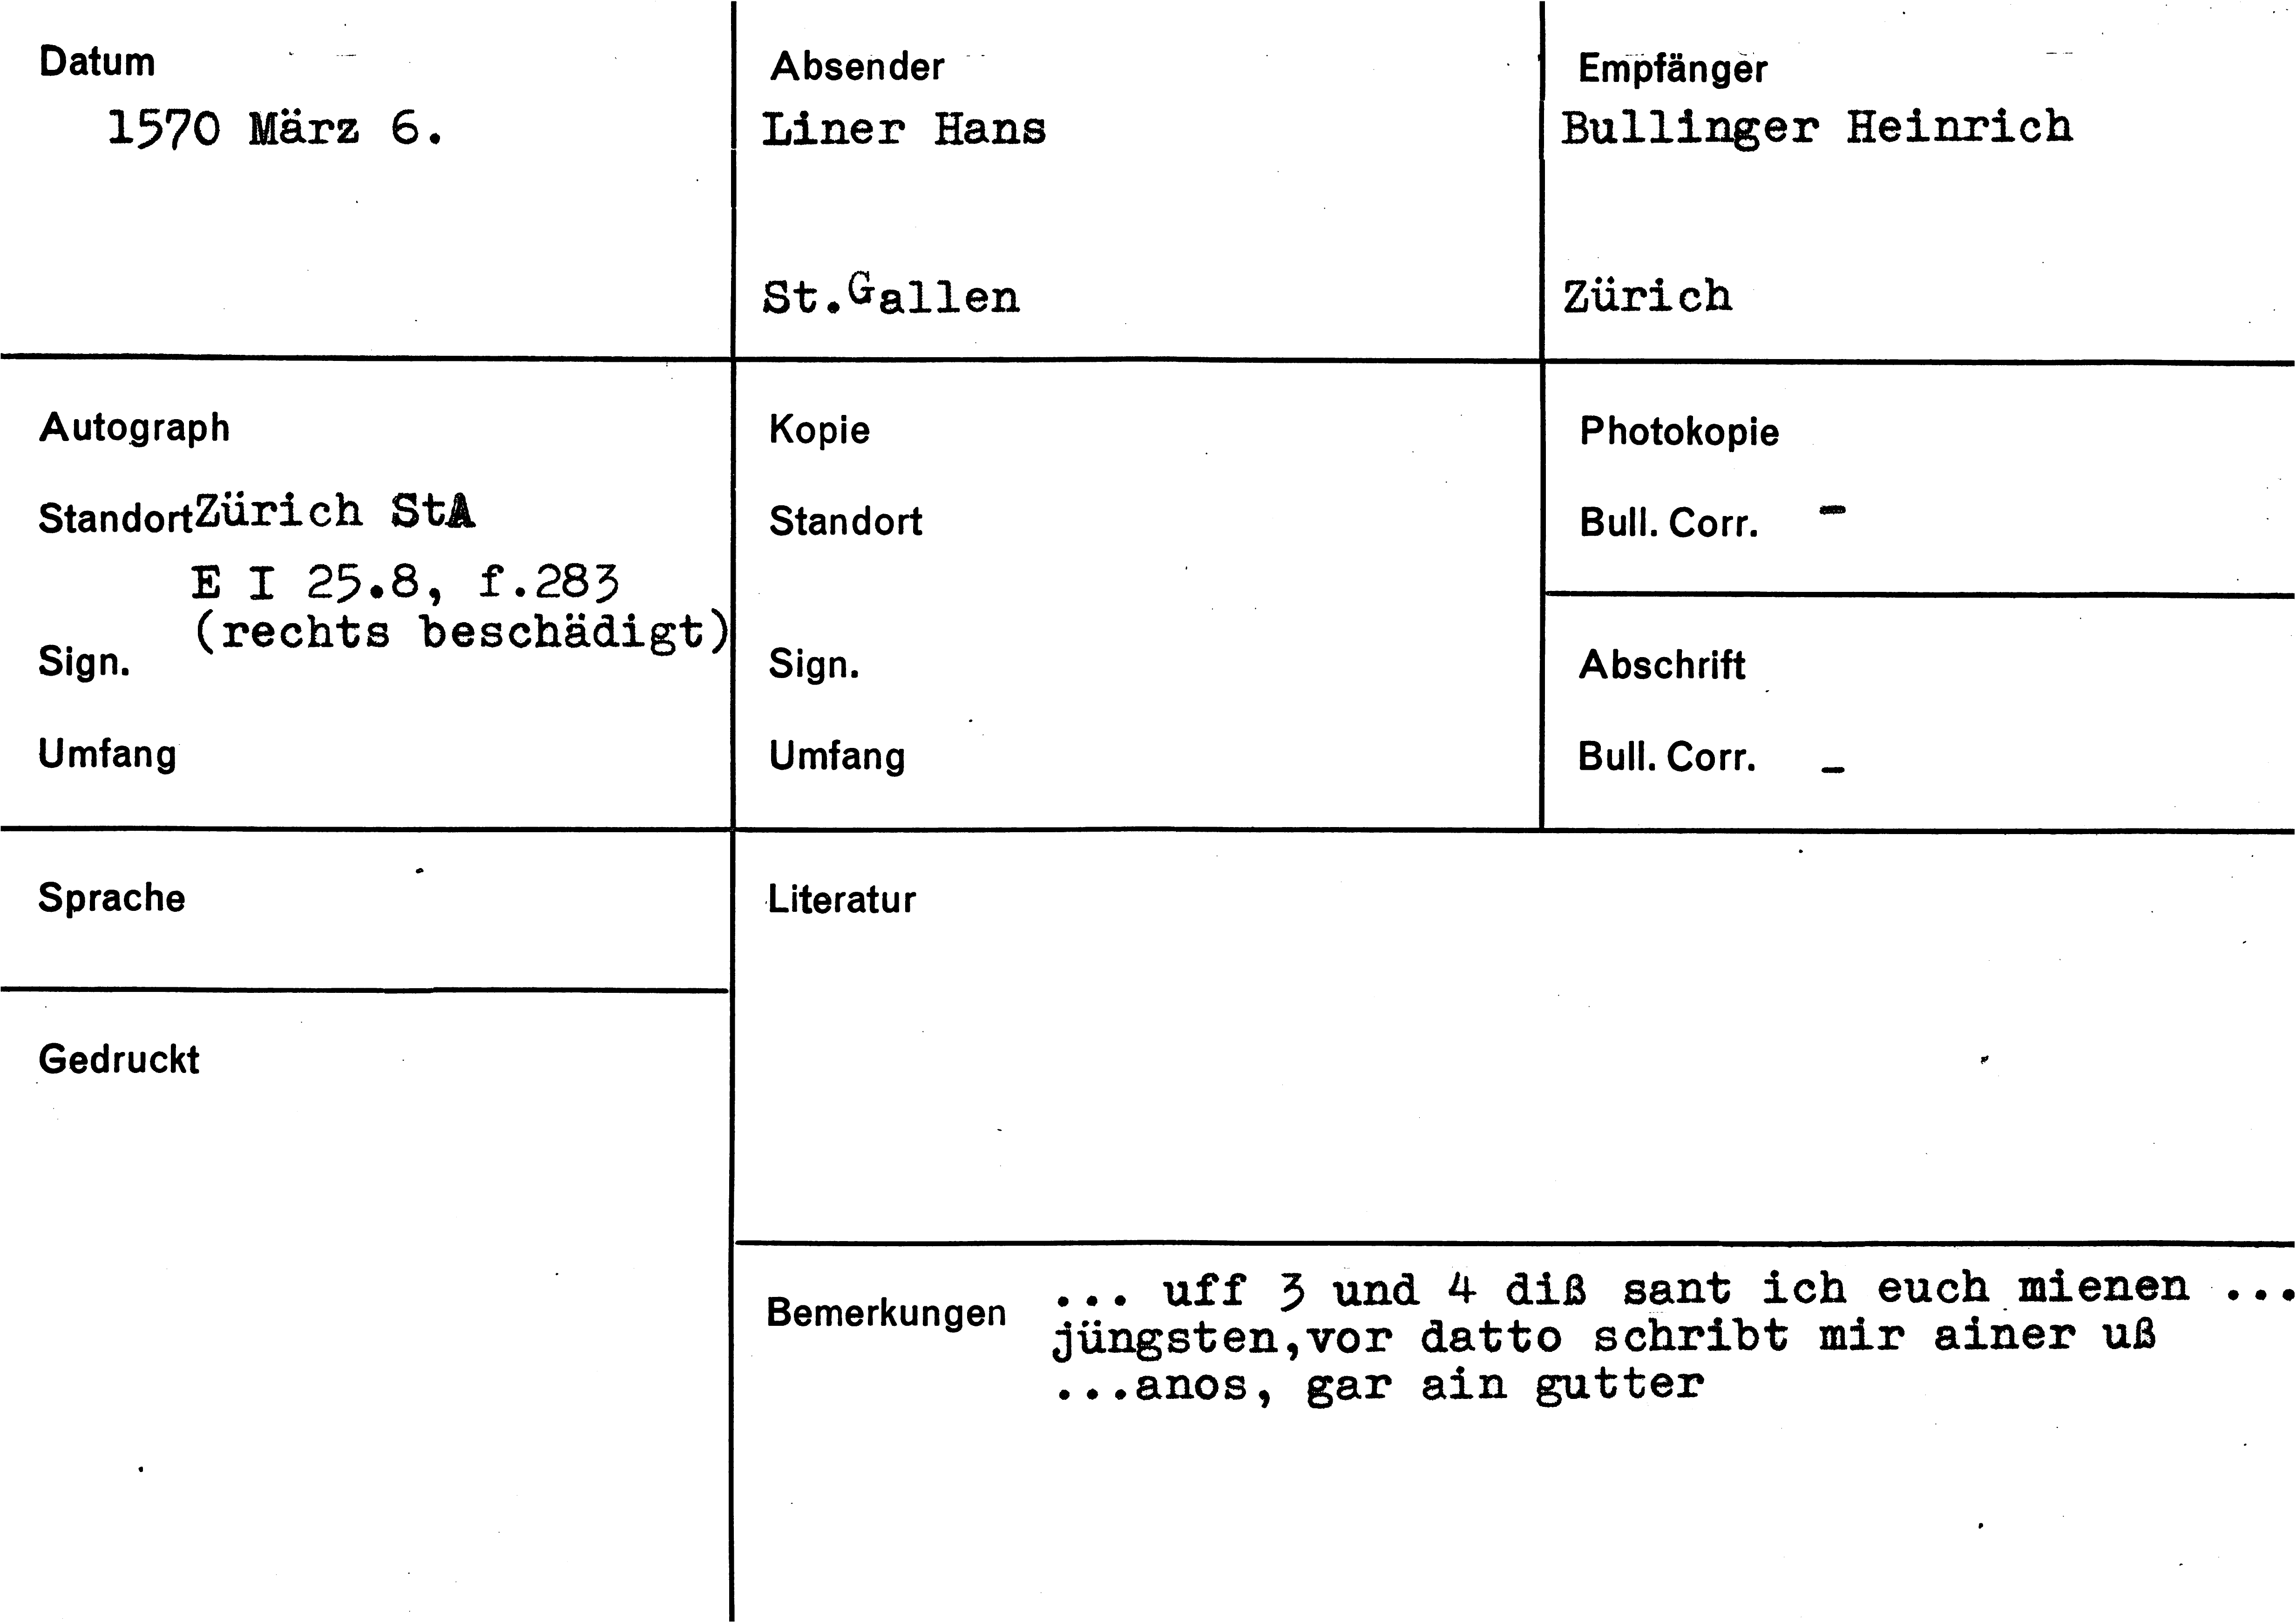 Datum
1570 März 6.
Absender
Liner Hans
St.Gallen
Empfänger
Bullinger Heinrich
Zürich
Autograph
Standort Zürich StA
E I 25.8, f.283
(rechts beschädigt)
Sign.
Umfang
Kopie
Standort
Sign.
Umfang
Photokopie
Bull. Corr. -
Abschrift
Bull. Corr. -
Sprache
Literatur
Gedruckt
Bemerkungen ... uff 3 und 4 diß sant ich euch mienen ...
jüngsten,vor datto schribt mir ainer uß
...anos, gar ain gutter